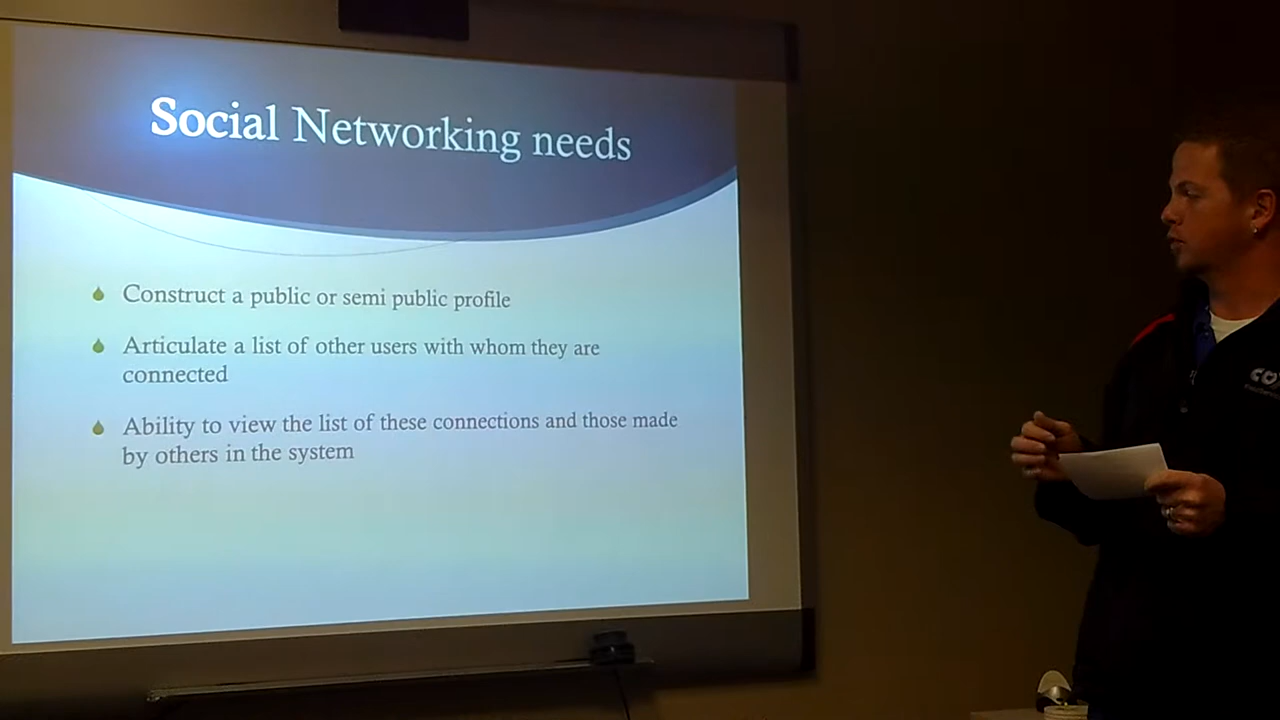 Social Networking needs
Construct a public or semi public profile
Articulate a list of other users with whom they are
connected
Ability to view the list of these connections and those made
by others in the system